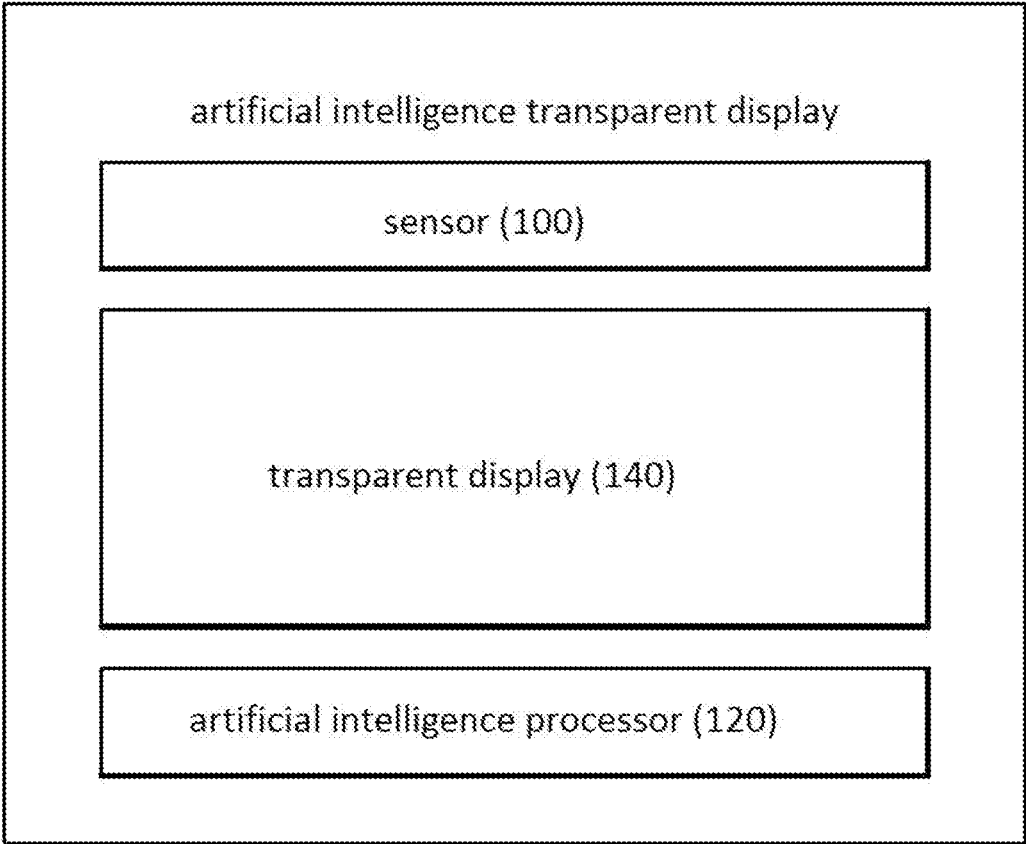 artificial intelligence transparent display
sensor (100)
transparent display (140)
artificial intelligence processor (120)